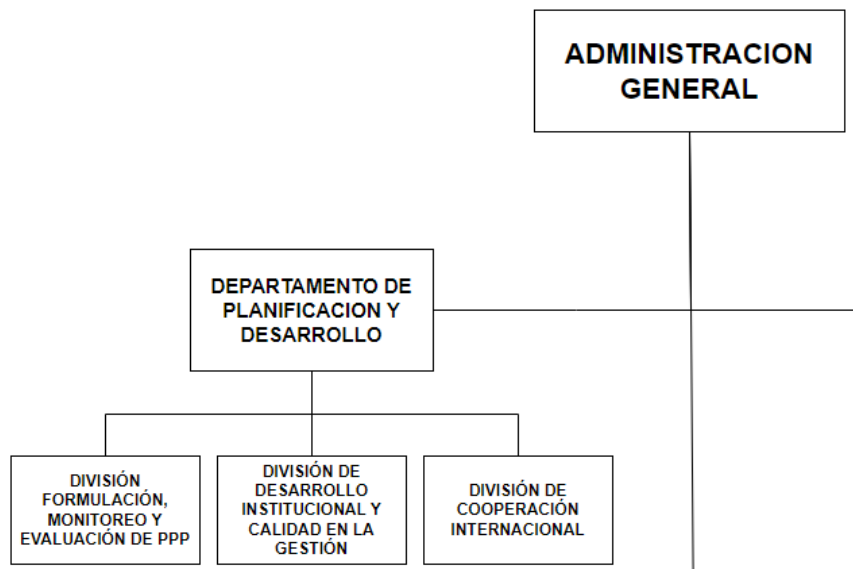 ADMINISTRACION
GENERAL
DEPARTAMENTO DE
PLANIFICACION Y
DESARROLLO
DIVISIÓN
FORMULACIÓN,
MONITOREO Y
EVALUACIÓN DE PPP
DIVISIÓN DE
DESARROLLO
INSTITUCIONAL Y
CALIDAD EN LA
GESTIÓN
DIVISIÓN DE
COOPERACIÓN
INTERNACIONAL